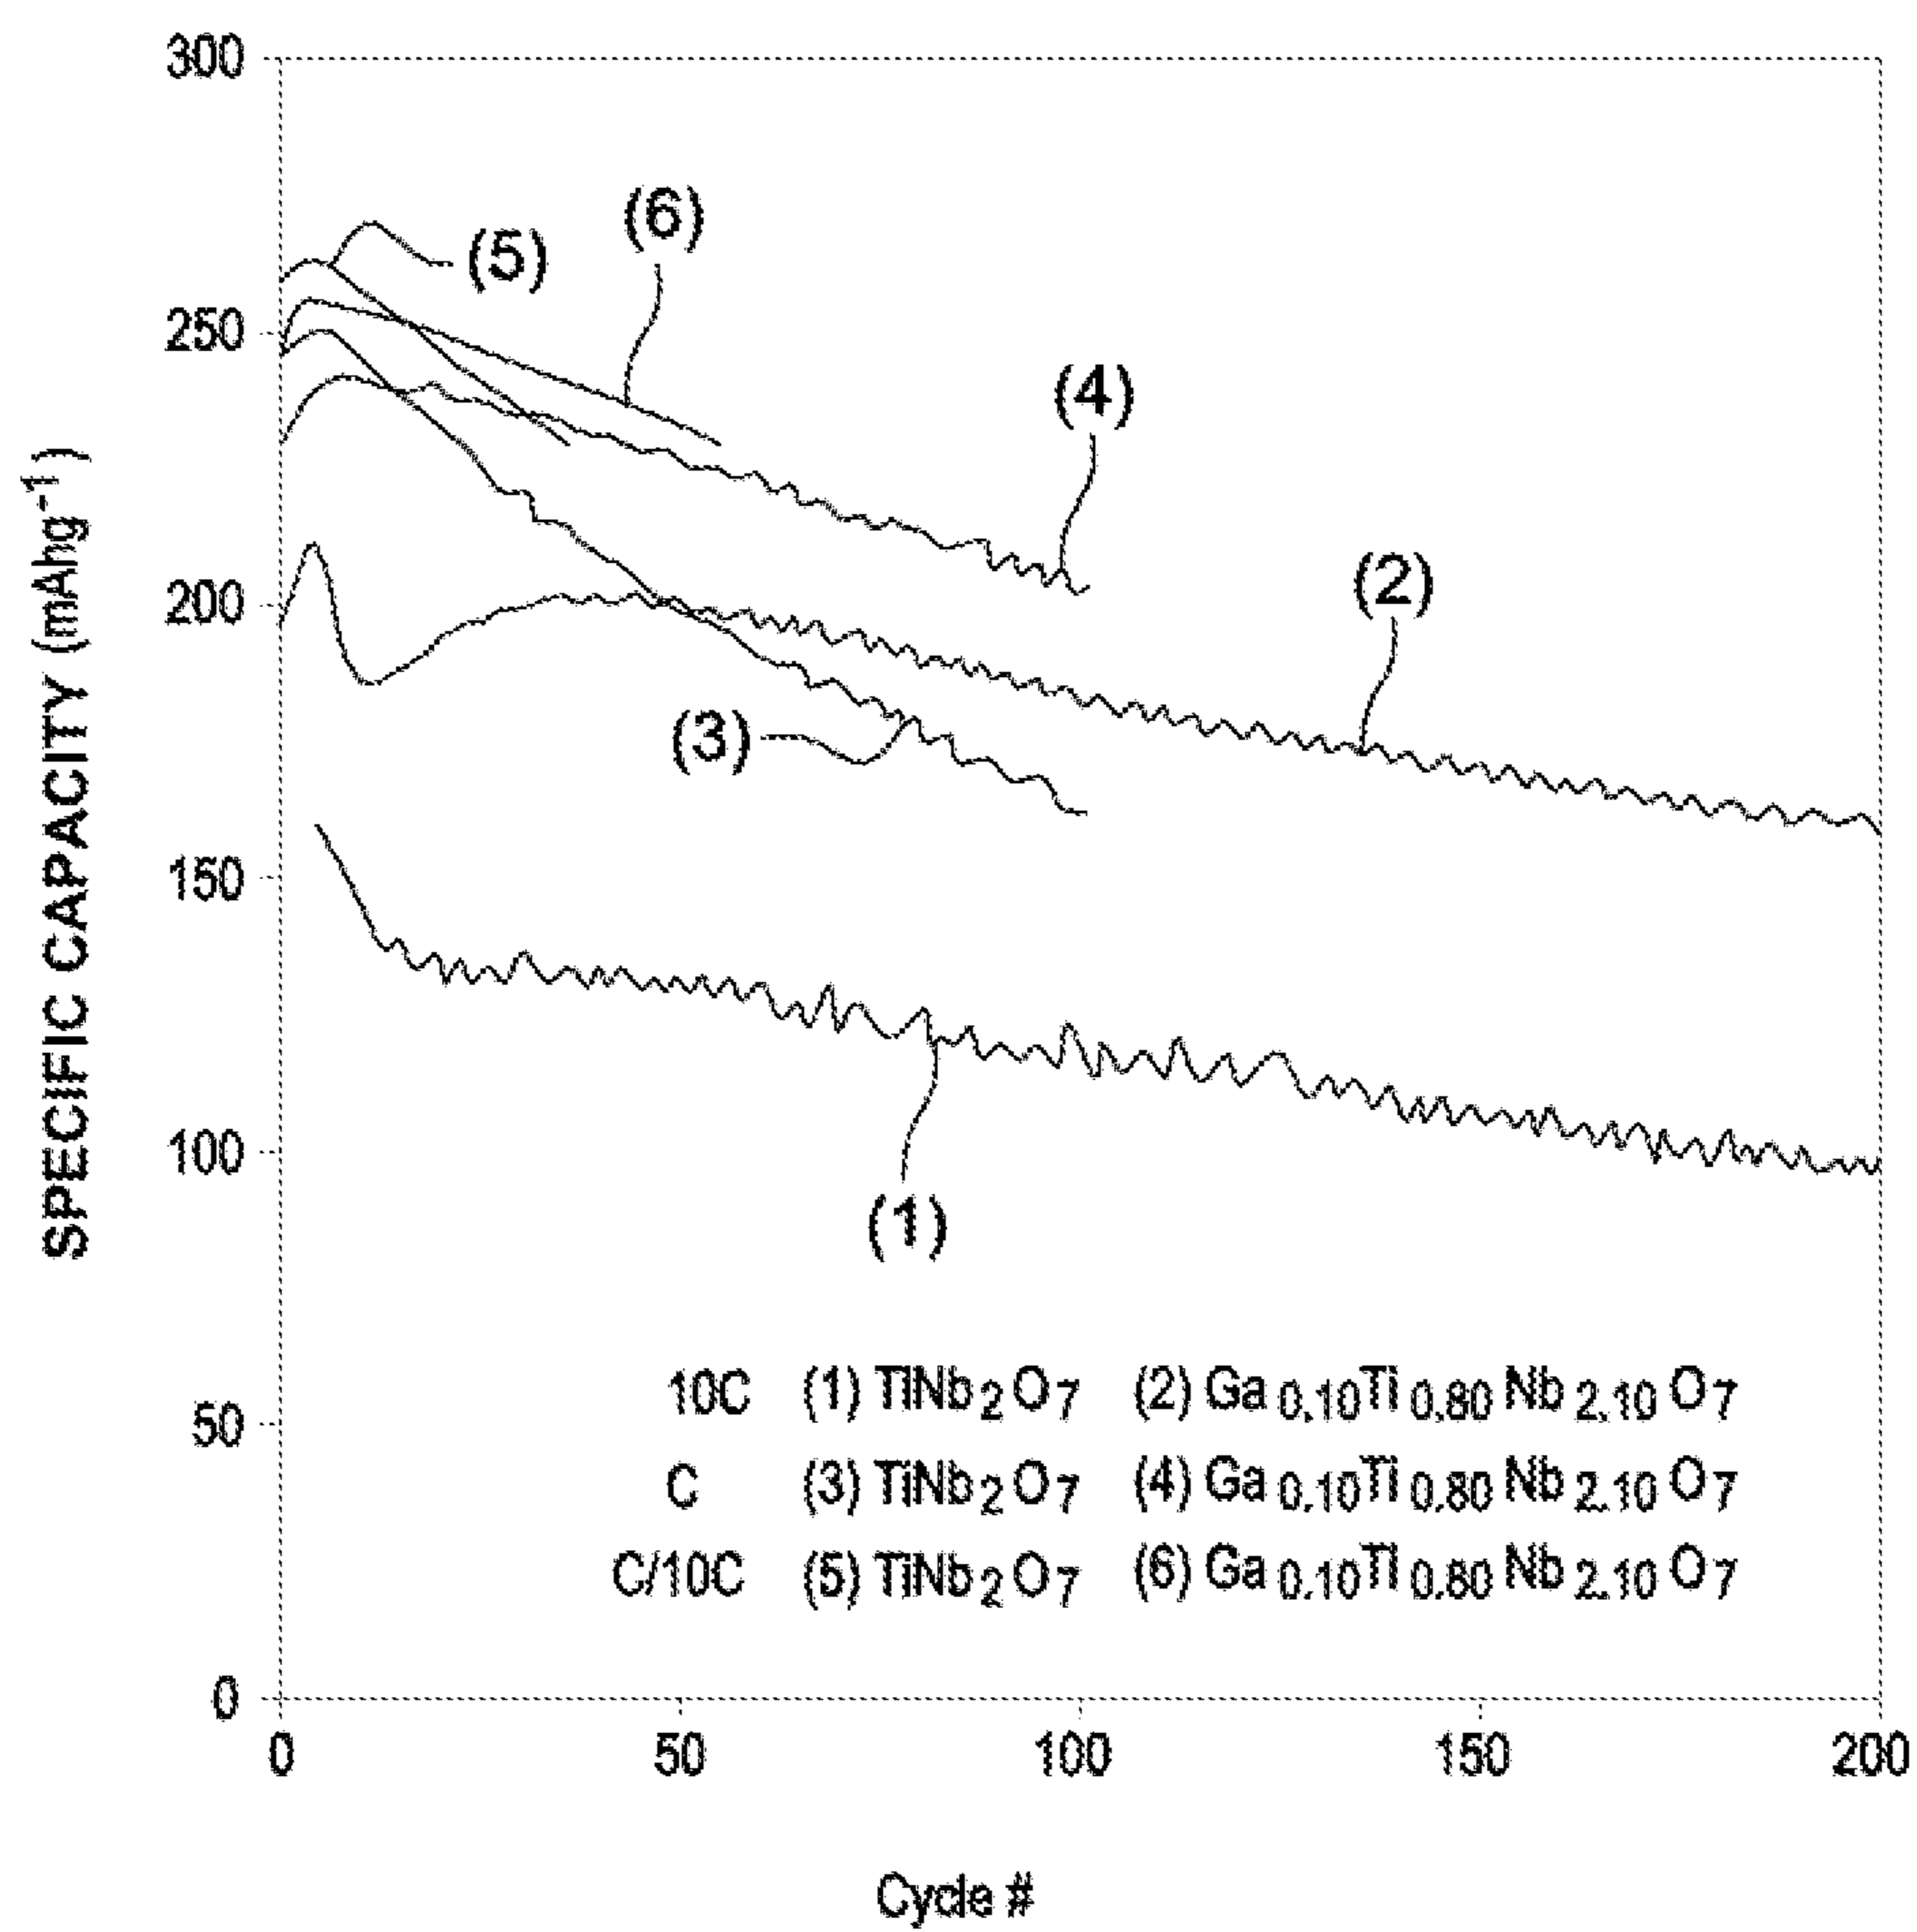 SPECIFIC CAPACITY (mAhg⁻¹)
300
250
200
150
100
50
0
(5)
(6)
(4)
(2)
(3)
(1)
10C (1) TiNb₂O₇ (2) Ga₀.₁₀Ti₀.₈₀Nb₂.₁₀O₇
C (3) TiNb₂O₇ (4) Ga₀.₁₀Ti₀.₈₀Nb₂.₁₀O₇
C/10C (5) TiNb₂O₇ (6) Ga₀.₁₀Ti₀.₈₀Nb₂.₁₀O₇
0 50 100 150 200
Cycle #